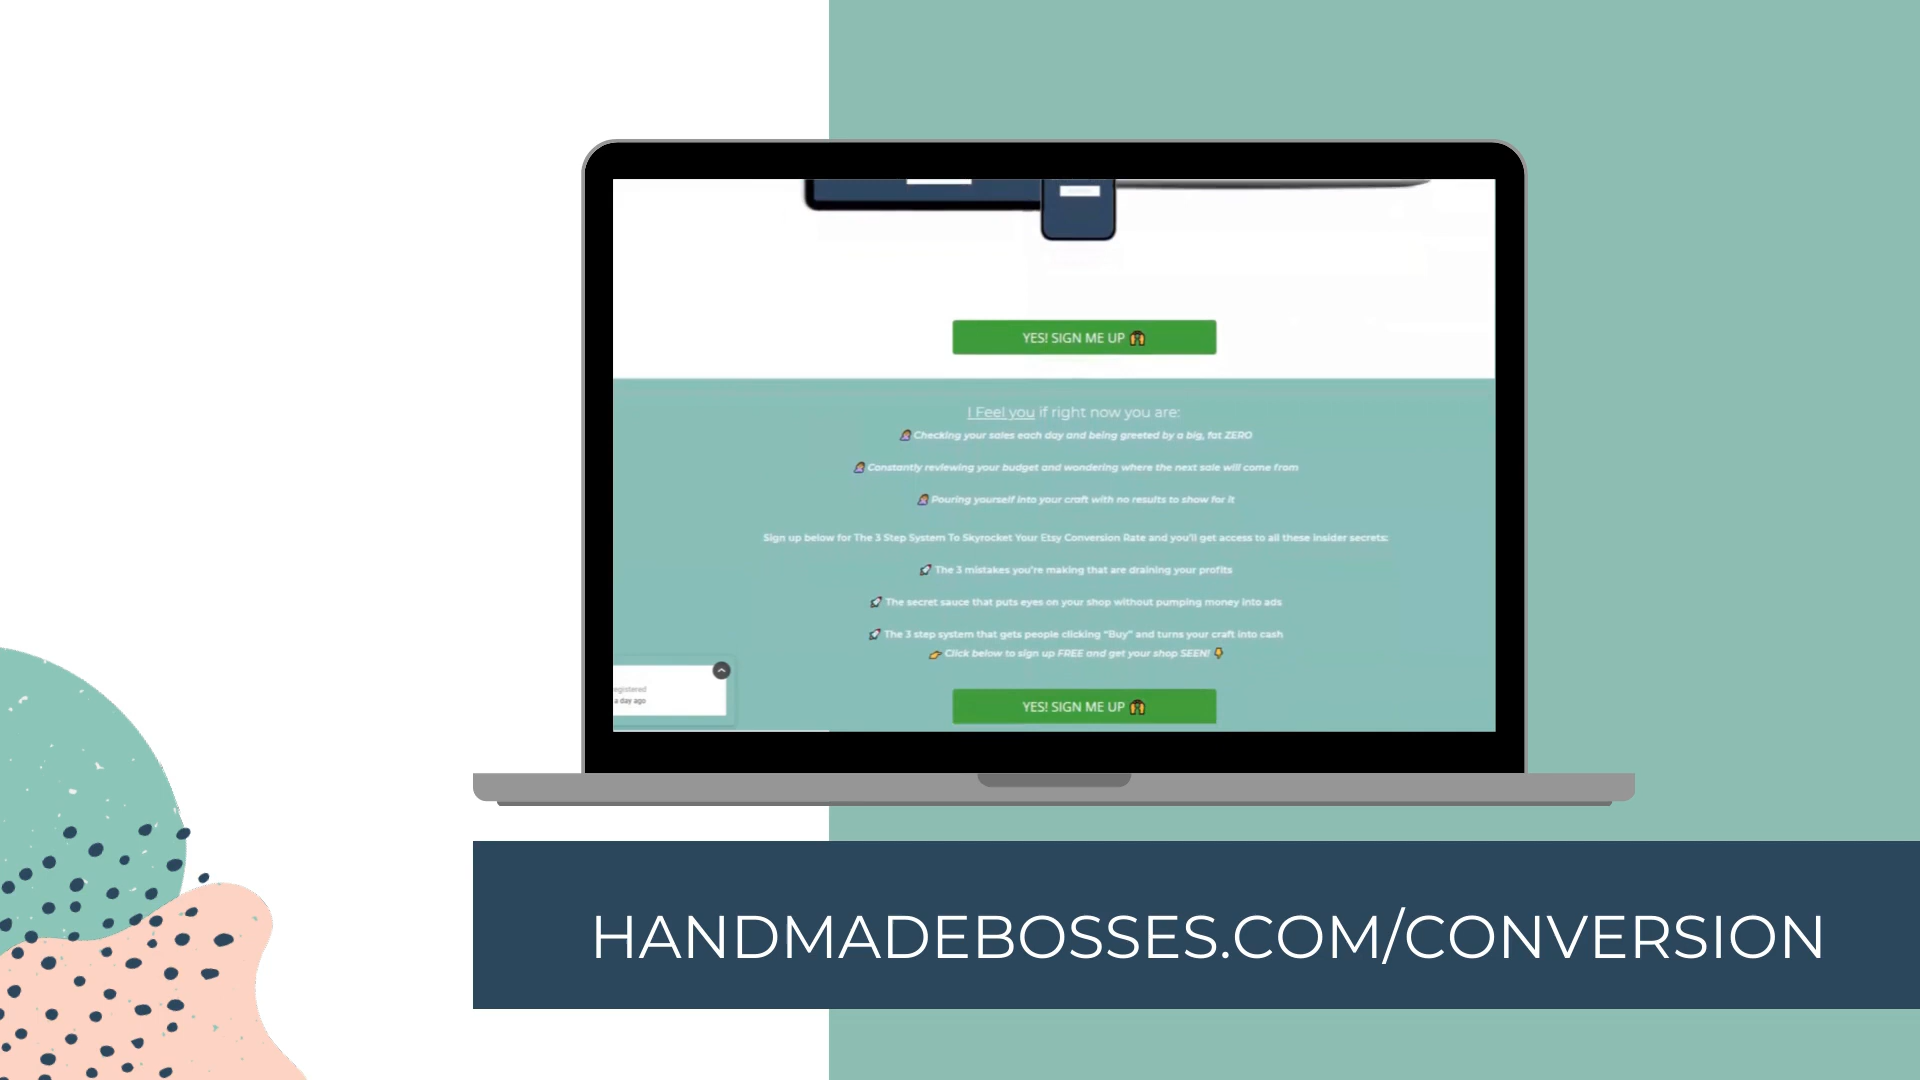 YES! SIGN ME UP 🙌
I Feel you if right now you are:
🤦🏽‍♀️ Checking your sales each day and being greeted by a big, fat ZERO
🤦🏽‍♀️ Constantly reviewing your budget and wondering where the next sale will come from
🤦🏽‍♀️ Pouring yourself into your craft with no results to show for it
Sign up below for The 3 Step System To Skyrocket Your Etsy Conversion Rate and you'll get access to all these insider secrets:
🚀 The 3 mistakes you're making that are draining your profits
🚀 The secret sauce that puts eyes on your shop without pumping money into ads
🚀 The 3 step system that gets people clicking "Buy" and turns your craft into cash
👉 Click below to sign up FREE and get your shop SEEN! 👇
egistered
a day ago
YES! SIGN ME UP 🙌
HANDMADEBOSSES.COM/CONVERSION